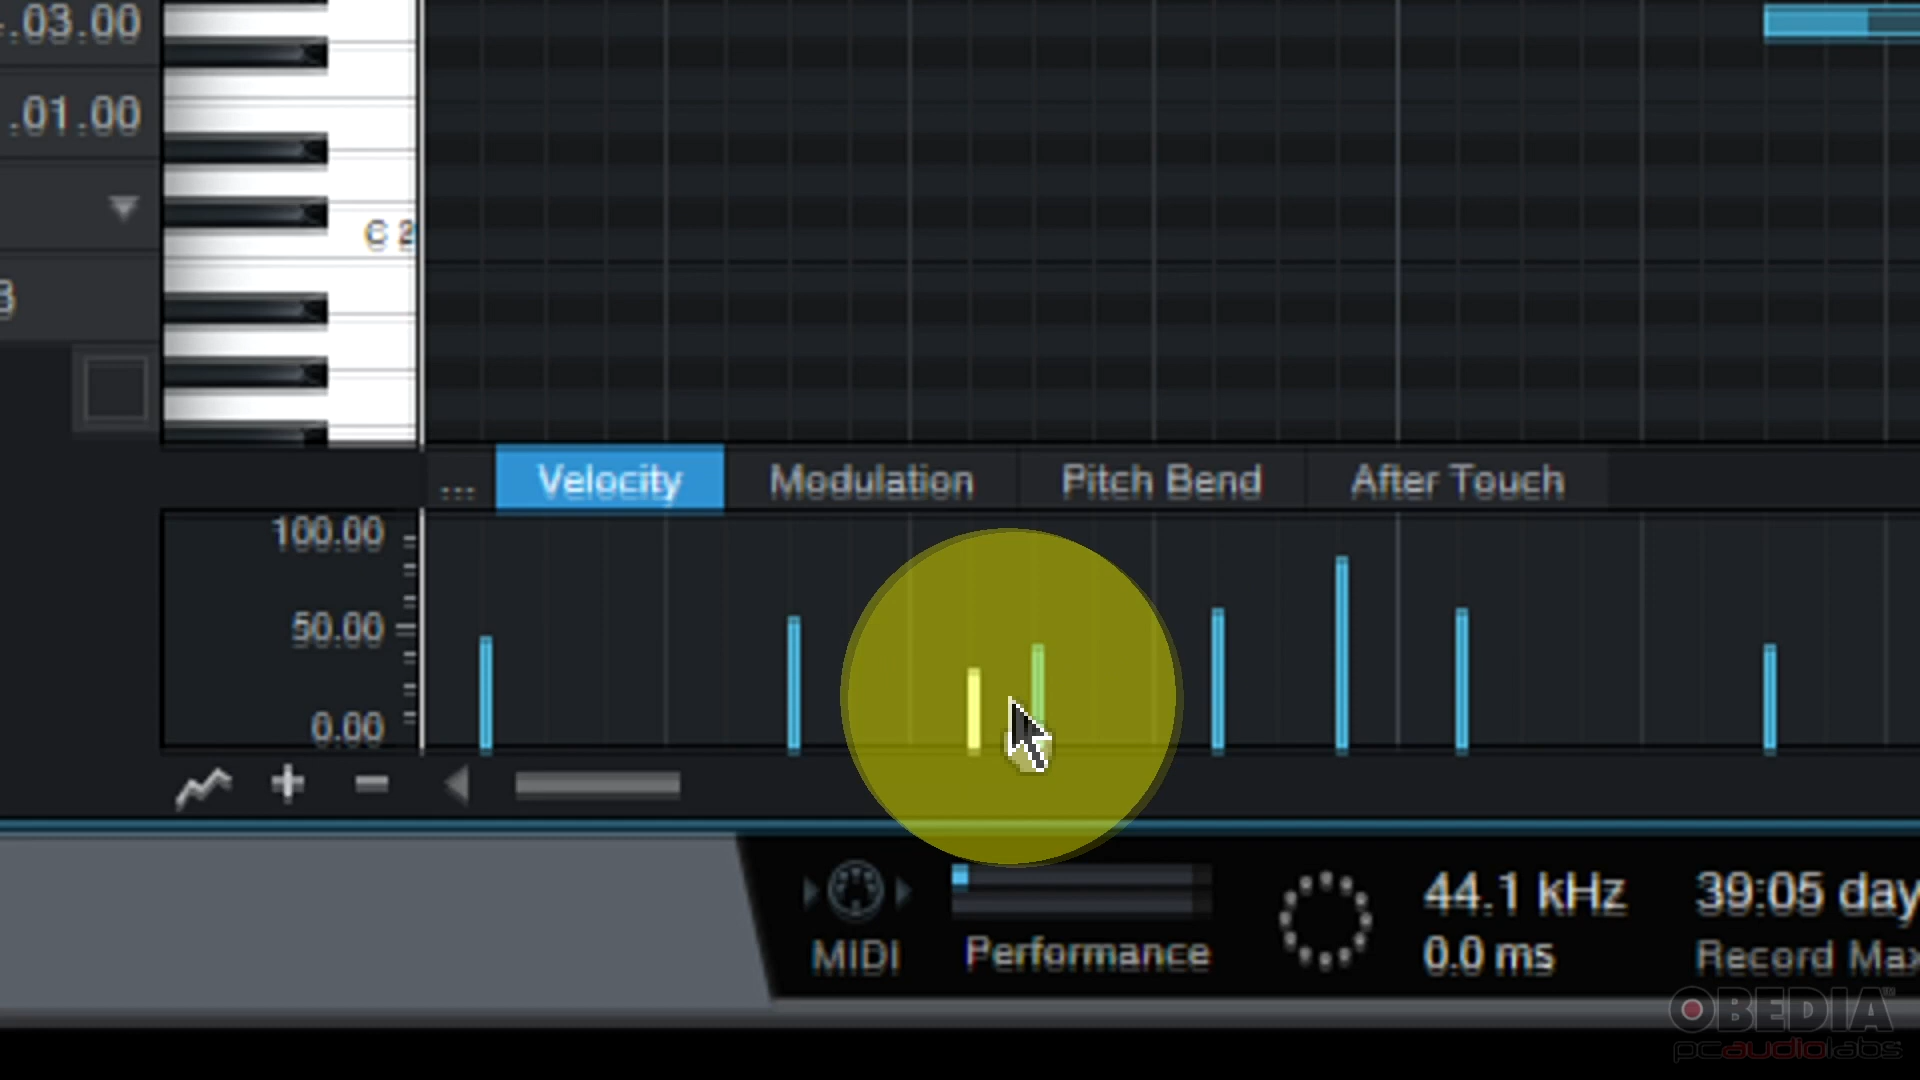 .03.00
.01.00
C 2
3
... Velocity Modulation Pitch Bend After Touch
100.00
50.00
0.00
MIDI
Performance
44.1 kHz
0.0 ms
39:05 day
Record Max
OBEDIA
pcaudiolabs